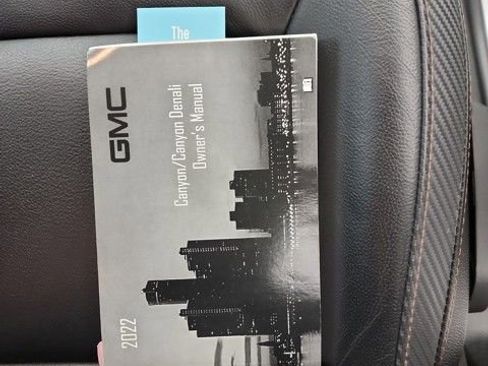 The
GMC
Canyon/Canyon Denali
Owner's Manual
2022